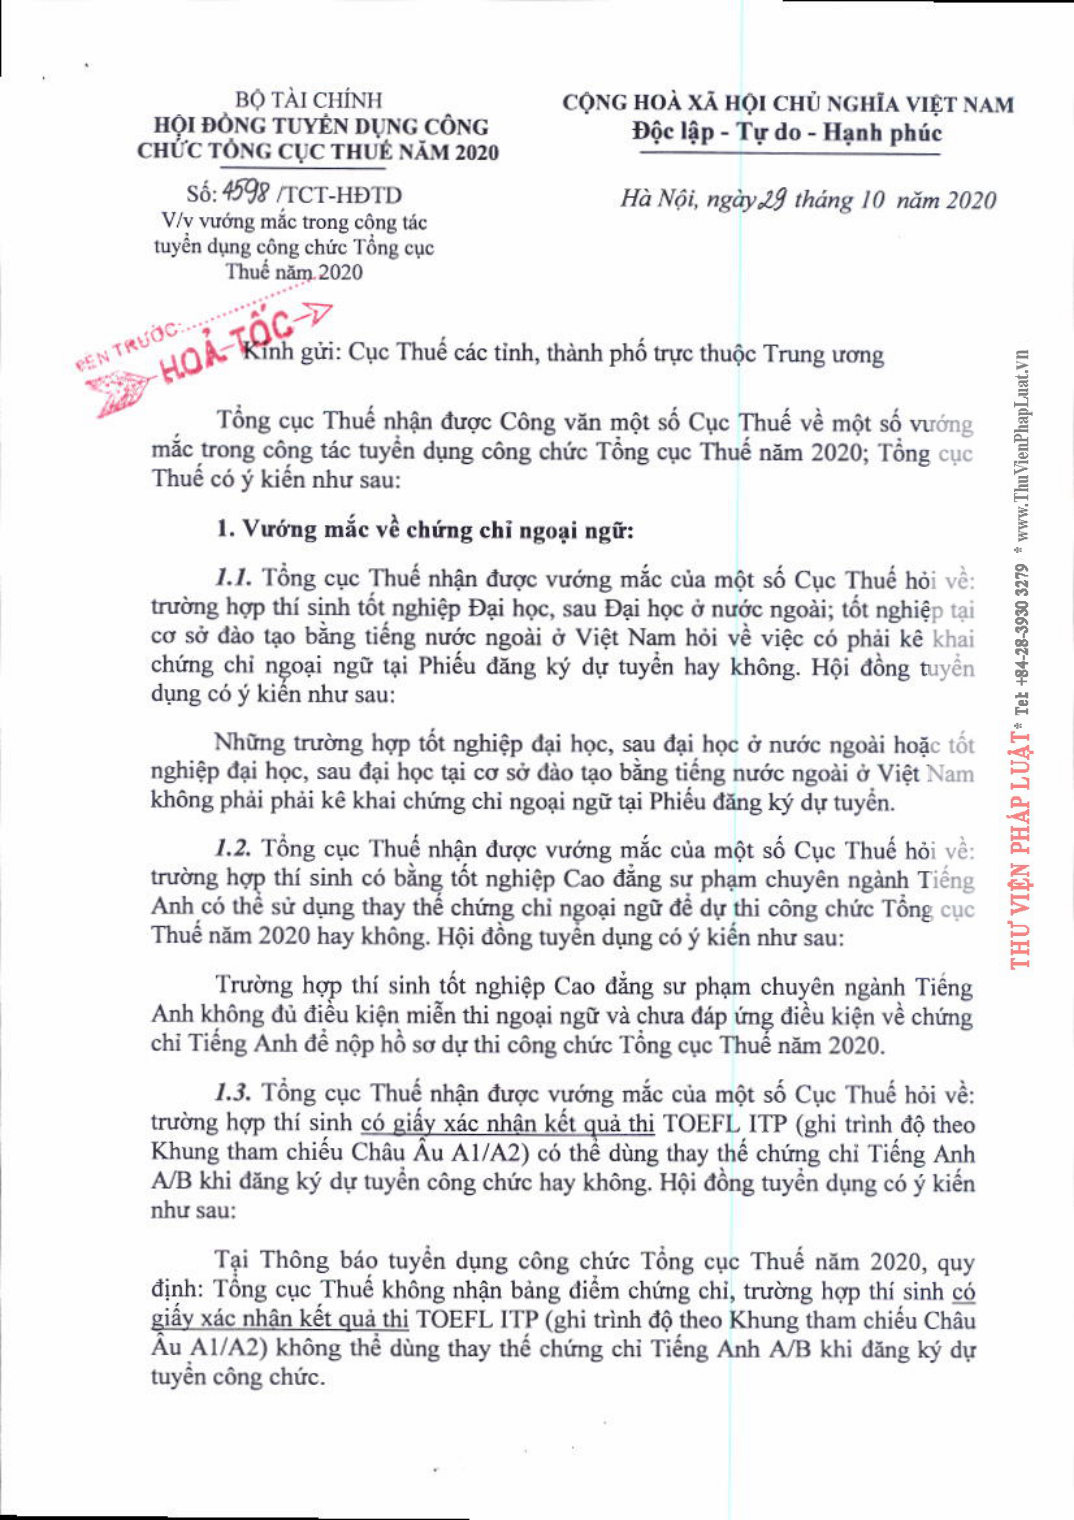 BỘ TÀI CHÍNH
HỘI ĐỒNG TUYỂN DỤNG CÔNG
CHỨC TỔNG CỤC THUẾ NĂM 2020
Số: 4598 /TCT-HĐTD
V/v vướng mắc trong công tác
tuyển dụng công chức Tổng cục
Thuế năm 2020
CỘNG HOÀ XÃ HỘI CHỦ NGHĨA VIỆT NAM
Độc lập - Tự do - Hạnh phúc
Hà Nội, ngày 29 tháng 10 năm 2020
ĐẾN TRƯỚC:
HOẢ TỐC
Kính gửi: Cục Thuế các tỉnh, thành phố trực thuộc Trung ương
Tổng cục Thuế nhận được Công văn một số Cục Thuế về một số vướng
mắc trong công tác tuyển dụng công chức Tổng cục Thuế năm 2020; Tổng cục
Thuế có ý kiến như sau:
1. Vướng mắc về chứng chỉ ngoại ngữ:
1.1. Tổng cục Thuế nhận được vướng mắc của một số Cục Thuế hỏi về:
trường hợp thí sinh tốt nghiệp Đại học, sau Đại học ở nước ngoài; tốt nghiệp tại
cơ sở đào tạo bằng tiếng nước ngoài ở Việt Nam hỏi về việc có phải kê khai
chứng chỉ ngoại ngữ tại Phiếu đăng ký dự tuyển hay không. Hội đồng tuyển
dụng có ý kiến như sau:
Những trường hợp tốt nghiệp đại học, sau đại học ở nước ngoài hoặc tốt
nghiệp đại học, sau đại học tại cơ sở đào tạo bằng tiếng nước ngoài ở Việt Nam
không phải phải kê khai chứng chỉ ngoại ngữ tại Phiếu đăng ký dự tuyển.
1.2. Tổng cục Thuế nhận được vướng mắc của một số Cục Thuế hỏi về:
trường hợp thí sinh có bằng tốt nghiệp Cao đẳng sư phạm chuyên ngành Tiếng
Anh có thể sử dụng thay thế chứng chỉ ngoại ngữ để dự thi công chức Tổng cục
Thuế năm 2020 hay không. Hội đồng tuyển dụng có ý kiến như sau:
Trường hợp thí sinh tốt nghiệp Cao đẳng sư phạm chuyên ngành Tiếng
Anh không đủ điều kiện miễn thi ngoại ngữ và chưa đáp ứng điều kiện về chứng
chỉ Tiếng Anh để nộp hồ sơ dự thi công chức Tổng cục Thuế năm 2020.
1.3. Tổng cục Thuế nhận được vướng mắc của một số Cục Thuế hỏi về:
trường hợp thí sinh có giấy xác nhận kết quả thi TOEFL ITP (ghi trình độ theo
Khung tham chiếu Châu Âu A1/A2) có thể dùng thay thế chứng chỉ Tiếng Anh
A/B khi đăng ký dự tuyển công chức hay không. Hội đồng tuyển dụng có ý kiến
như sau:
Tại Thông báo tuyển dụng công chức Tổng cục Thuế năm 2020, quy
định: Tổng cục Thuế không nhận bảng điểm chứng chỉ, trường hợp thí sinh có
giấy xác nhận kết quả thi TOEFL ITP (ghi trình độ theo Khung tham chiếu Châu
Âu A1/A2) không thể dùng thay thế chứng chỉ Tiếng Anh A/B khi đăng ký dự
tuyển công chức.
THƯ VIỆN PHÁP LUẬT * Tel: +84-28-3930 3279 * www.ThuVienPhapLuat.vn